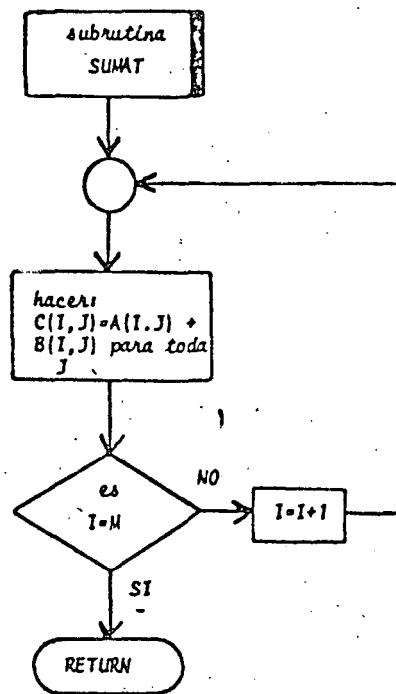 subrutina
SUMAT
hacer:
C(I,J)=A(I.J) +
B(I,J) para toda
J
es
I=M
NO
I=I+1
SI
RETURN